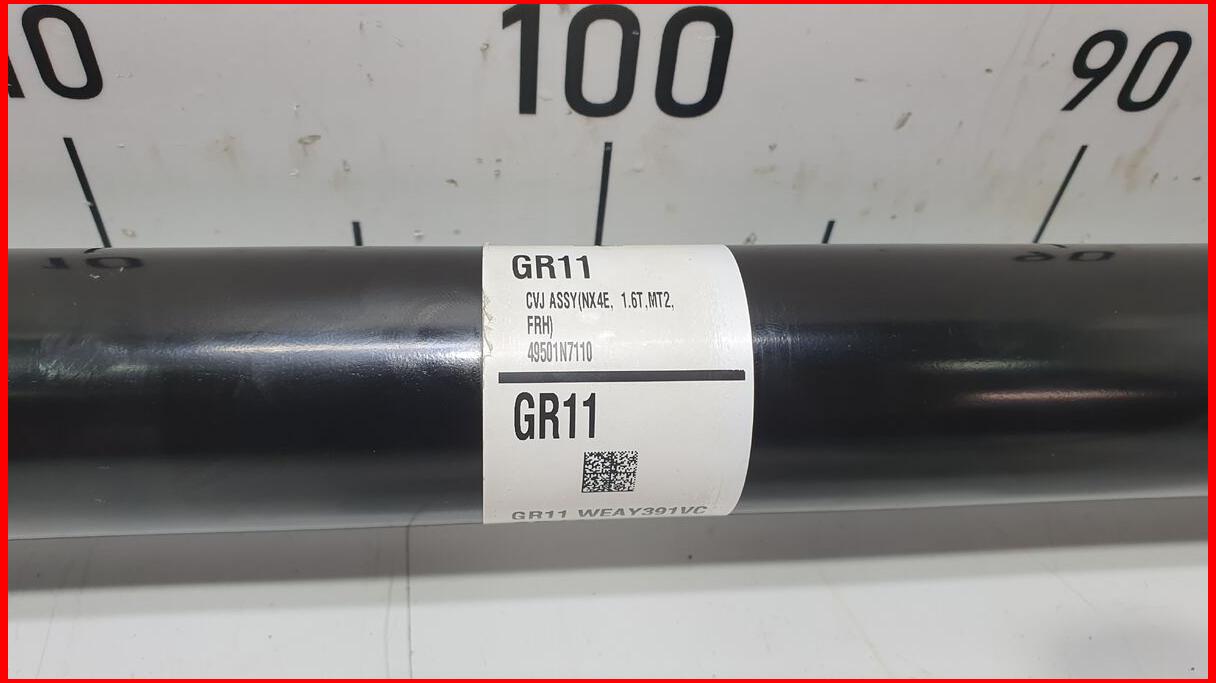 100
90
GR11
CVJ ASSY(NX4E, 1.6T,MT2,
FRH)
49501N7110
GR11
GR11 WEAY391VC